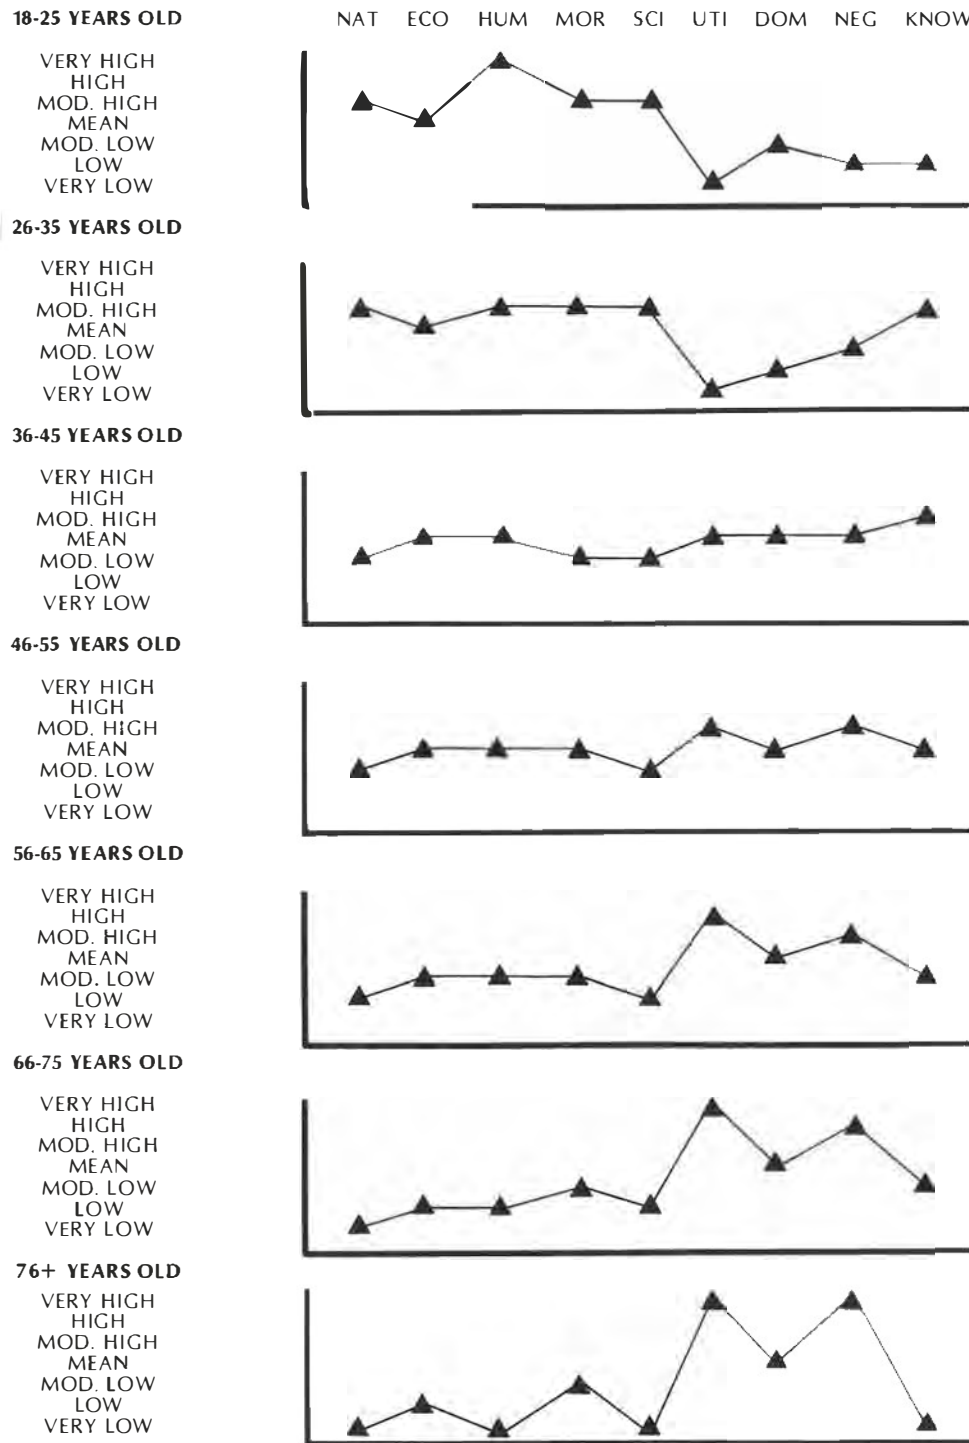 18-25 YEARS OLD NAT ECO HUM MOR SCI UTI DOM NEG KNOW
VERY HIGH
HIGH
MOD. HIGH
MEAN
MOD. LOW
LOW
VERY LOW
26-35 YEARS OLD
VERY HIGH
HIGH
MOD. HIGH
MEAN
MOD. LOW
LOW
VERY LOW
36-45 YEARS OLD
VERY HIGH
HIGH
MOD. HIGH
MEAN
MOD. LOW
LOW
VERY LOW
46-55 YEARS OLD
VERY HIGH
HIGH
MOD. HIGH
MEAN
MOD. LOW
LOW
VERY LOW
56-65 YEARS OLD
VERY HIGH
HIGH
MOD. HIGH
MEAN
MOD. LOW
LOW
VERY LOW
66-75 YEARS OLD
VERY HIGH
HIGH
MOD. HIGH
MEAN
MOD. LOW
LOW
VERY LOW
76+ YEARS OLD
VERY HIGH
HIGH
MOD. HIGH
MEAN
MOD. LOW
LOW
VERY LOW